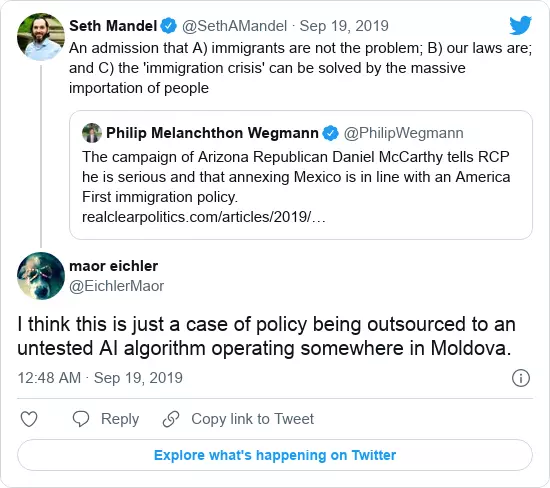 Seth Mandel @SethAMandel · Sep 19, 2019
An admission that A) immigrants are not the problem; B) our laws are;
and C) the 'immigration crisis' can be solved by the massive
importation of people
Philip Melanchthon Wegmann @PhilipWegmann
The campaign of Arizona Republican Daniel McCarthy tells RCP
he is serious and that annexing Mexico is in line with an America
First immigration policy.
realclearpolitics.com/articles/2019/…
maor eichler
@EichlerMaor
I think this is just a case of policy being outsourced to an
untested AI algorithm operating somewhere in Moldova.
12:48 AM · Sep 19, 2019
Reply Copy link to Tweet
Explore what's happening on Twitter